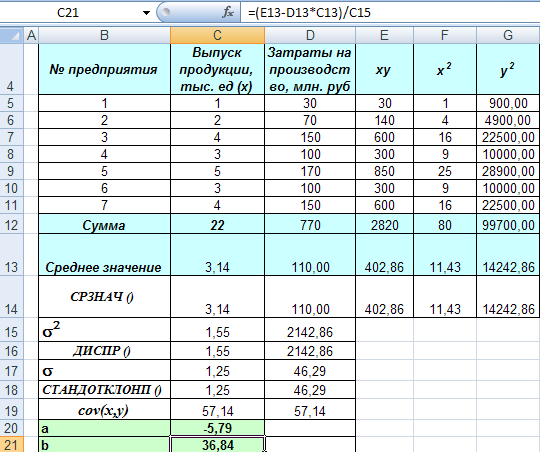 C21 fx =(E13-D13*C13)/C15
A B C D E F G
4 № предприятия Выпуск продукции, тыс. ед (x) Затраты на производство, млн. руб xy x² y²
5 1 1 30 30 1 900,00
6 2 2 70 140 4 4900,00
7 3 4 150 600 16 22500,00
8 4 3 100 300 9 10000,00
9 5 5 170 850 25 28900,00
10 6 3 100 300 9 10000,00
11 7 4 150 600 16 22500,00
12 Сумма 22 770 2820 80 99700,00
13 Среднее значение 3,14 110,00 402,86 11,43 14242,86
14 СРЗНАЧ () 3,14 110,00 402,86 11,43 14242,86
15 σ² 1,55 2142,86
16 ДИСПР () 1,55 2142,86
17 σ 1,25 46,29
18 СТАНДОТКЛОНП () 1,25 46,29
19 cov(x,y) 57,14 57,14
20 a -5,79
21 b 36,84